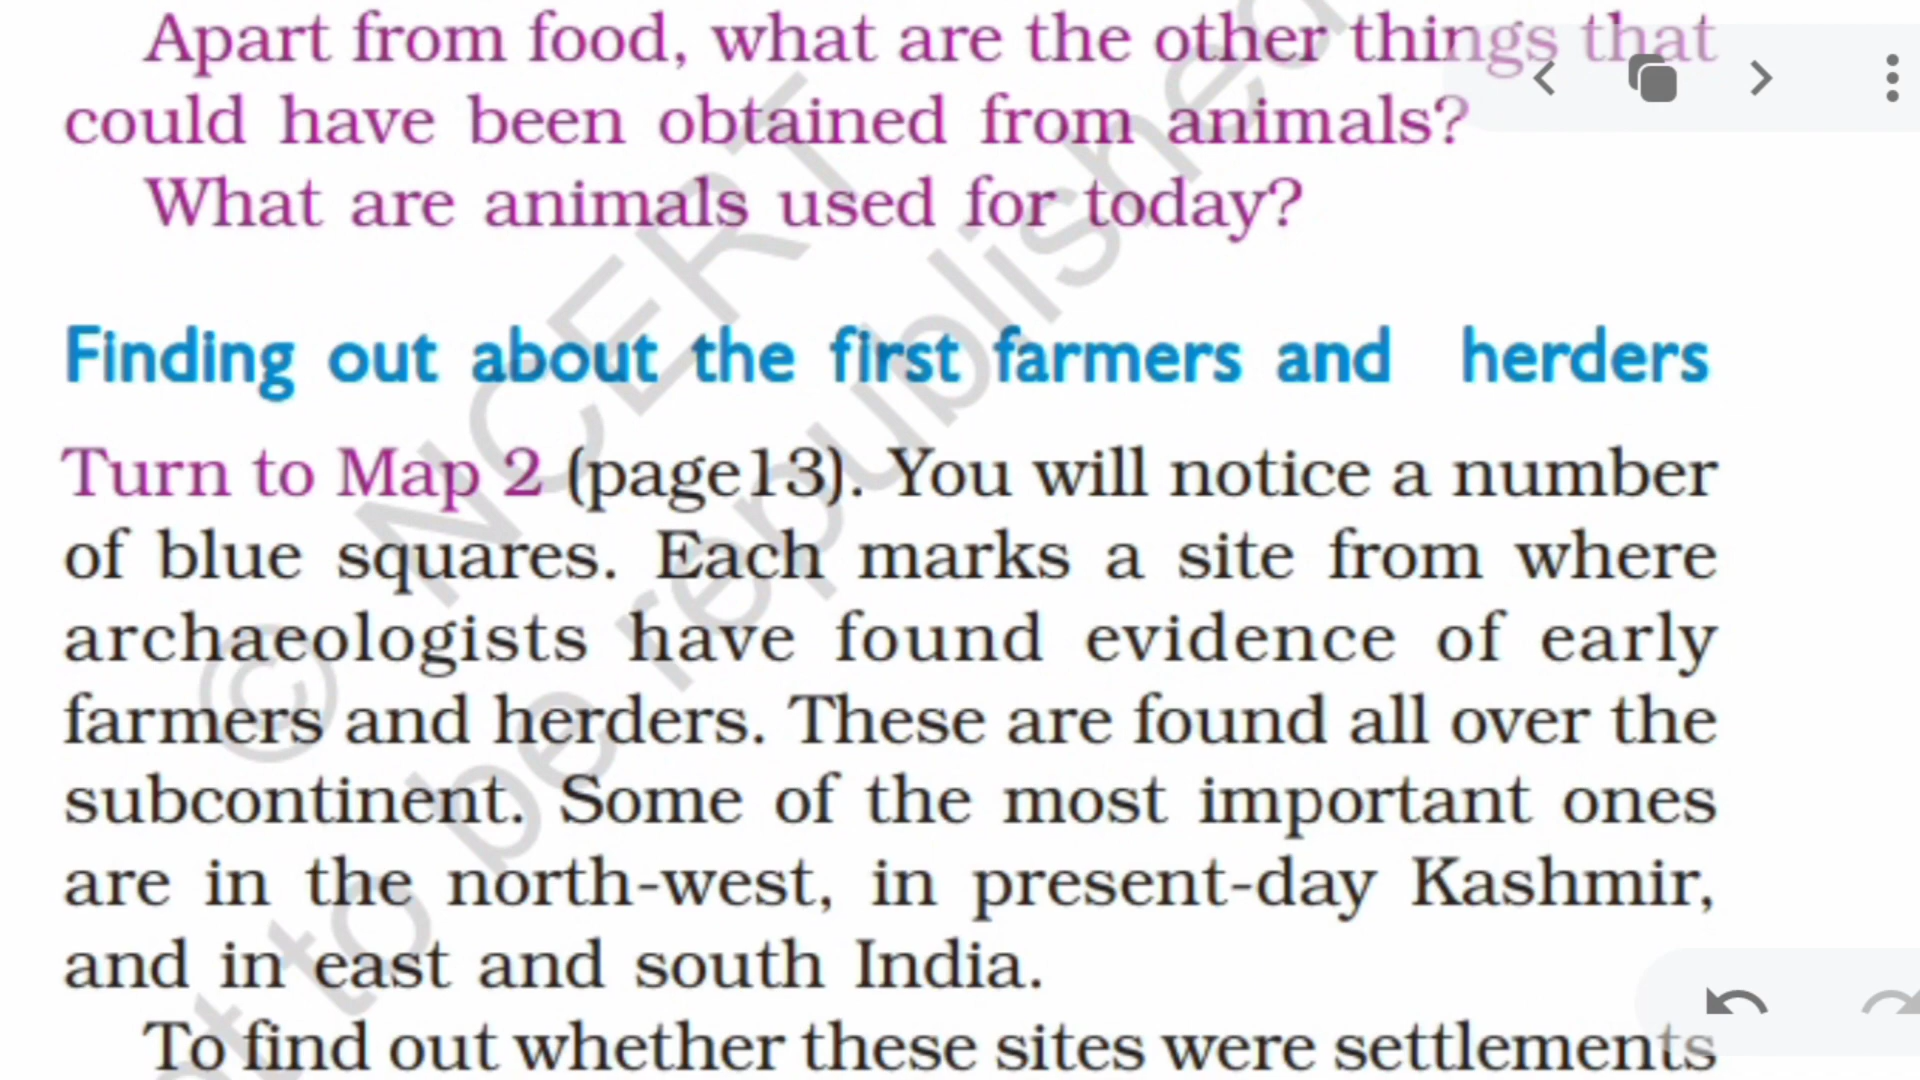 Apart from food, what are the other things that
could have been obtained from animals?
What are animals used for today?
Finding out about the first farmers and herders
Turn to Map 2 (page13). You will notice a number
of blue squares. Each marks a site from where
archaeologists have found evidence of early
farmers and herders. These are found all over the
subcontinent. Some of the most important ones
are in the north-west, in present-day Kashmir,
and in east and south India.
To find out whether these sites were settlements
© NCERT
to be republished